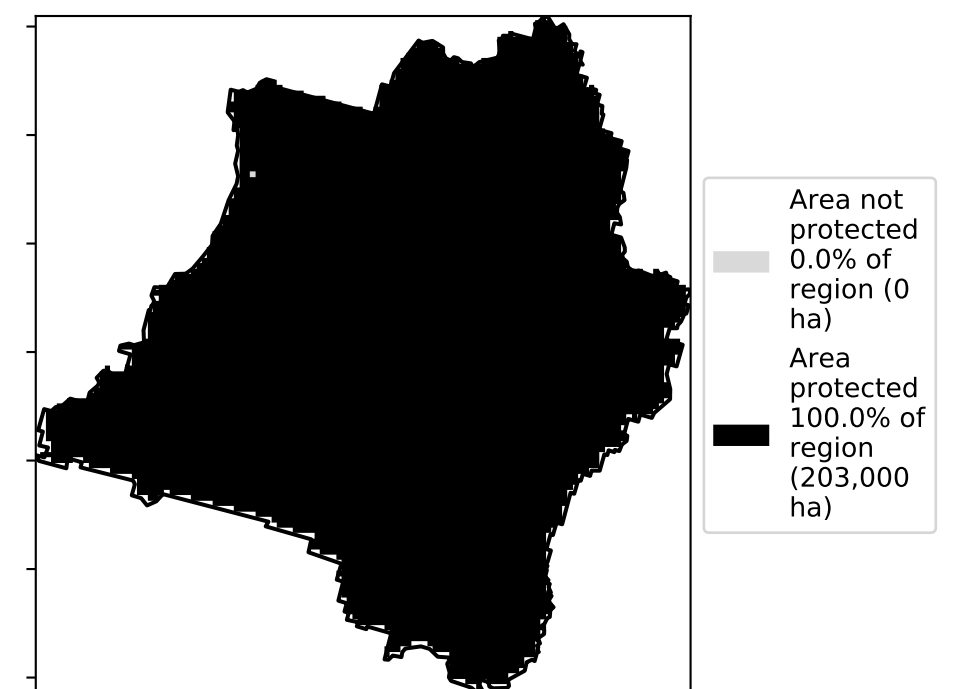 Area not
protected
0.0% of
region (0
ha)
Area
protected
100.0% of
region
(203,000
ha)